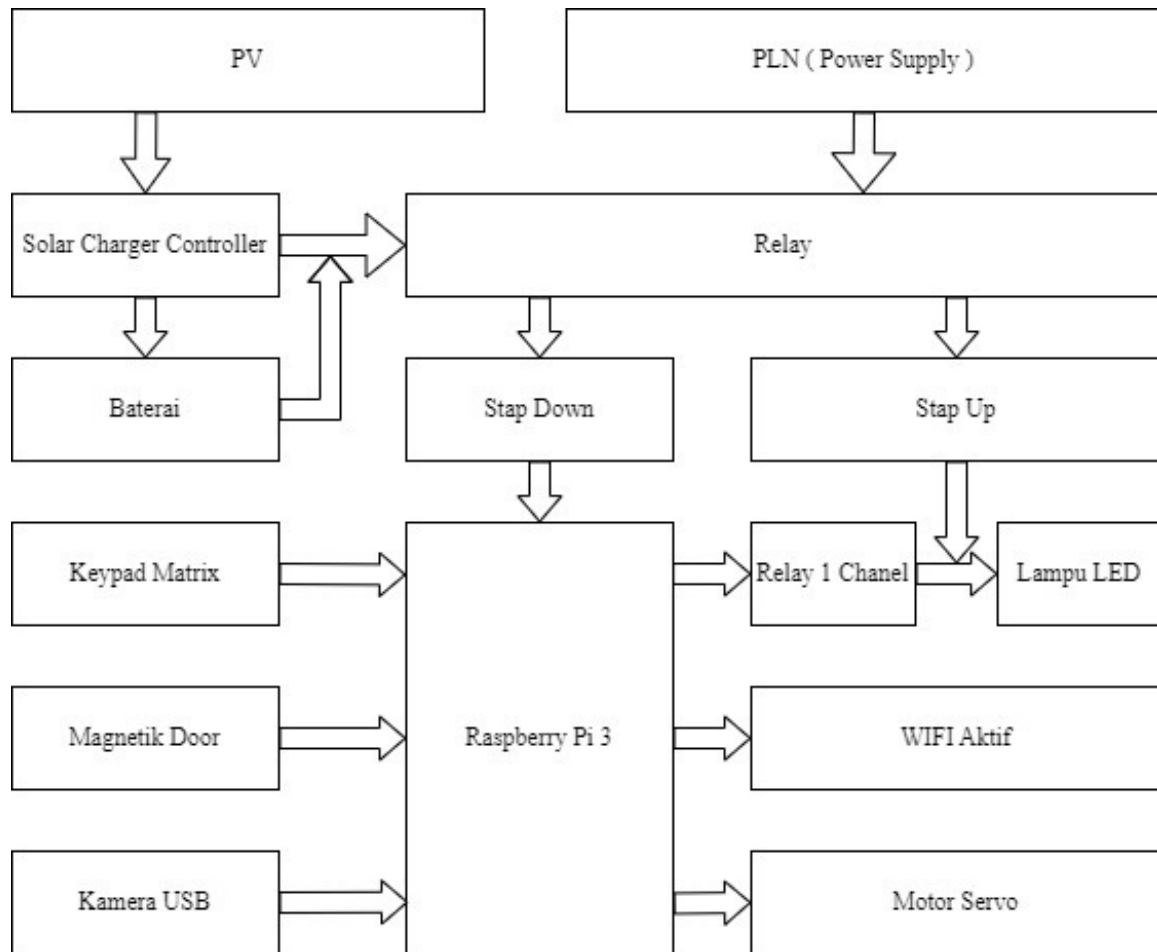 PV
PLN ( Power Supply )
Solar Charger Controller
Relay
Baterai
Stap Down
Stap Up
Keypad Matrix
Relay 1 Chanel
Lampu LED
Magnetik Door
Raspberry Pi 3
WIFI Aktif
Kamera USB
Motor Servo